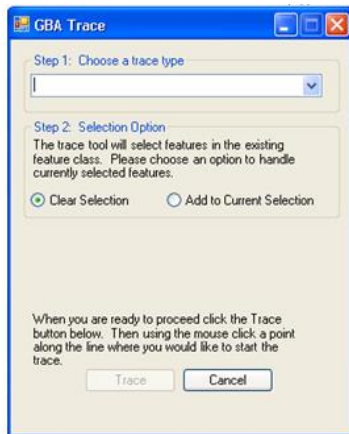 GBA Trace
Step 1: Choose a trace type
Step 2: Selection Option
The trace tool will select features in the existing
feature class. Please choose an option to handle
currently selected features.
Clear Selection
Add to Current Selection
When you are ready to proceed click the Trace
button below. Then using the mouse click a point
along the line where you would like to start the
trace.
Trace
Cancel